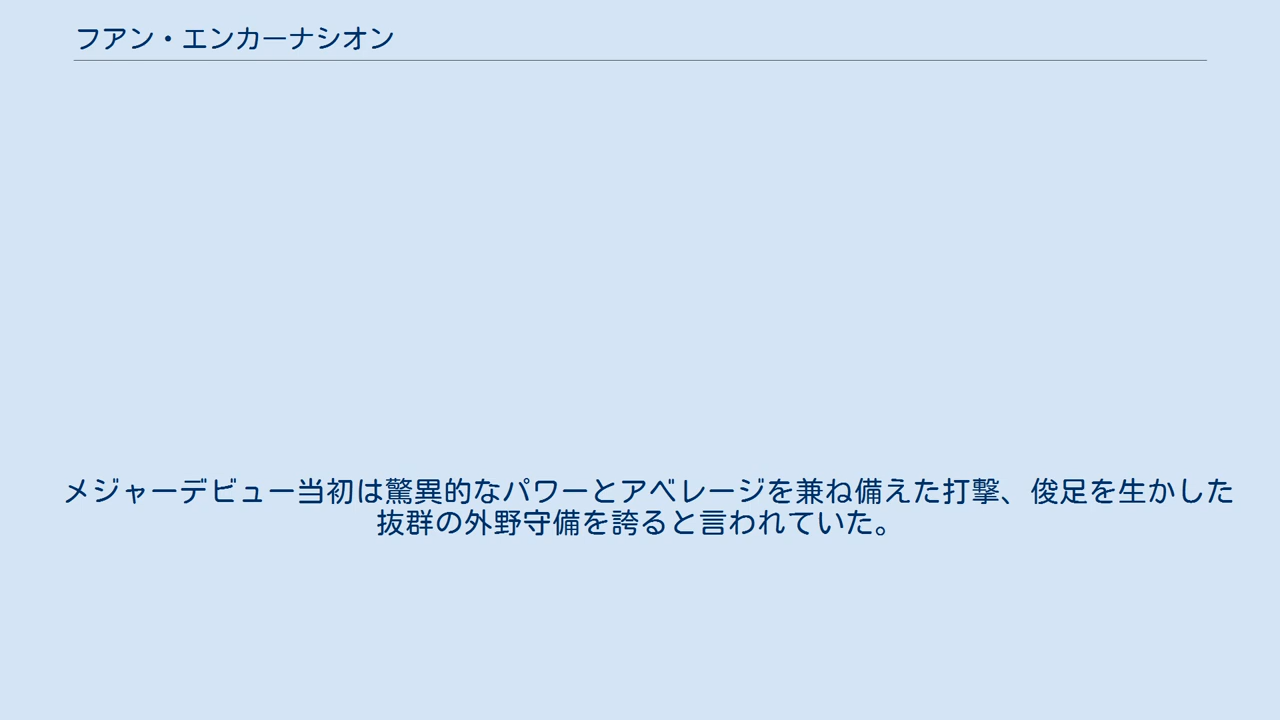 フアン・エンカーナシオン
メジャーデビュー当初は驚異的なパワーとアベレージを兼ね備えた打撃、俊足を生かした
抜群の外野守備を誇ると言われていた。